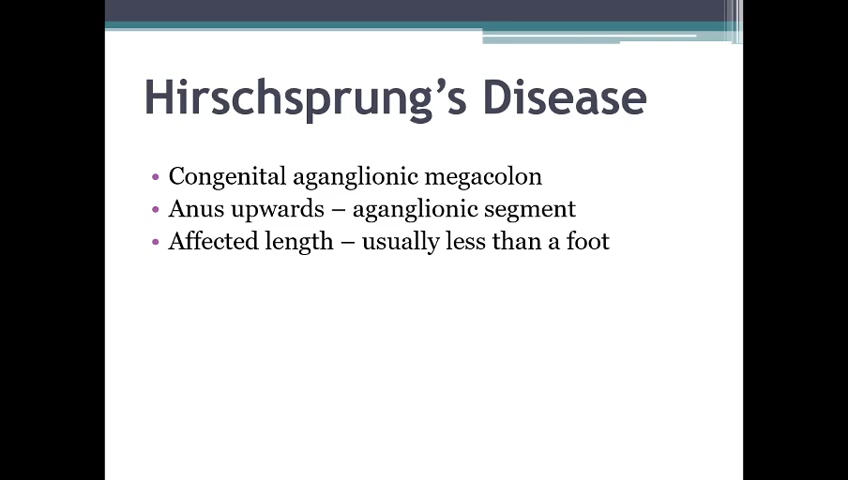 Hirschsprung’s Disease
• Congenital aganglionic megacolon
• Anus upwards – aganglionic segment
• Affected length – usually less than a foot